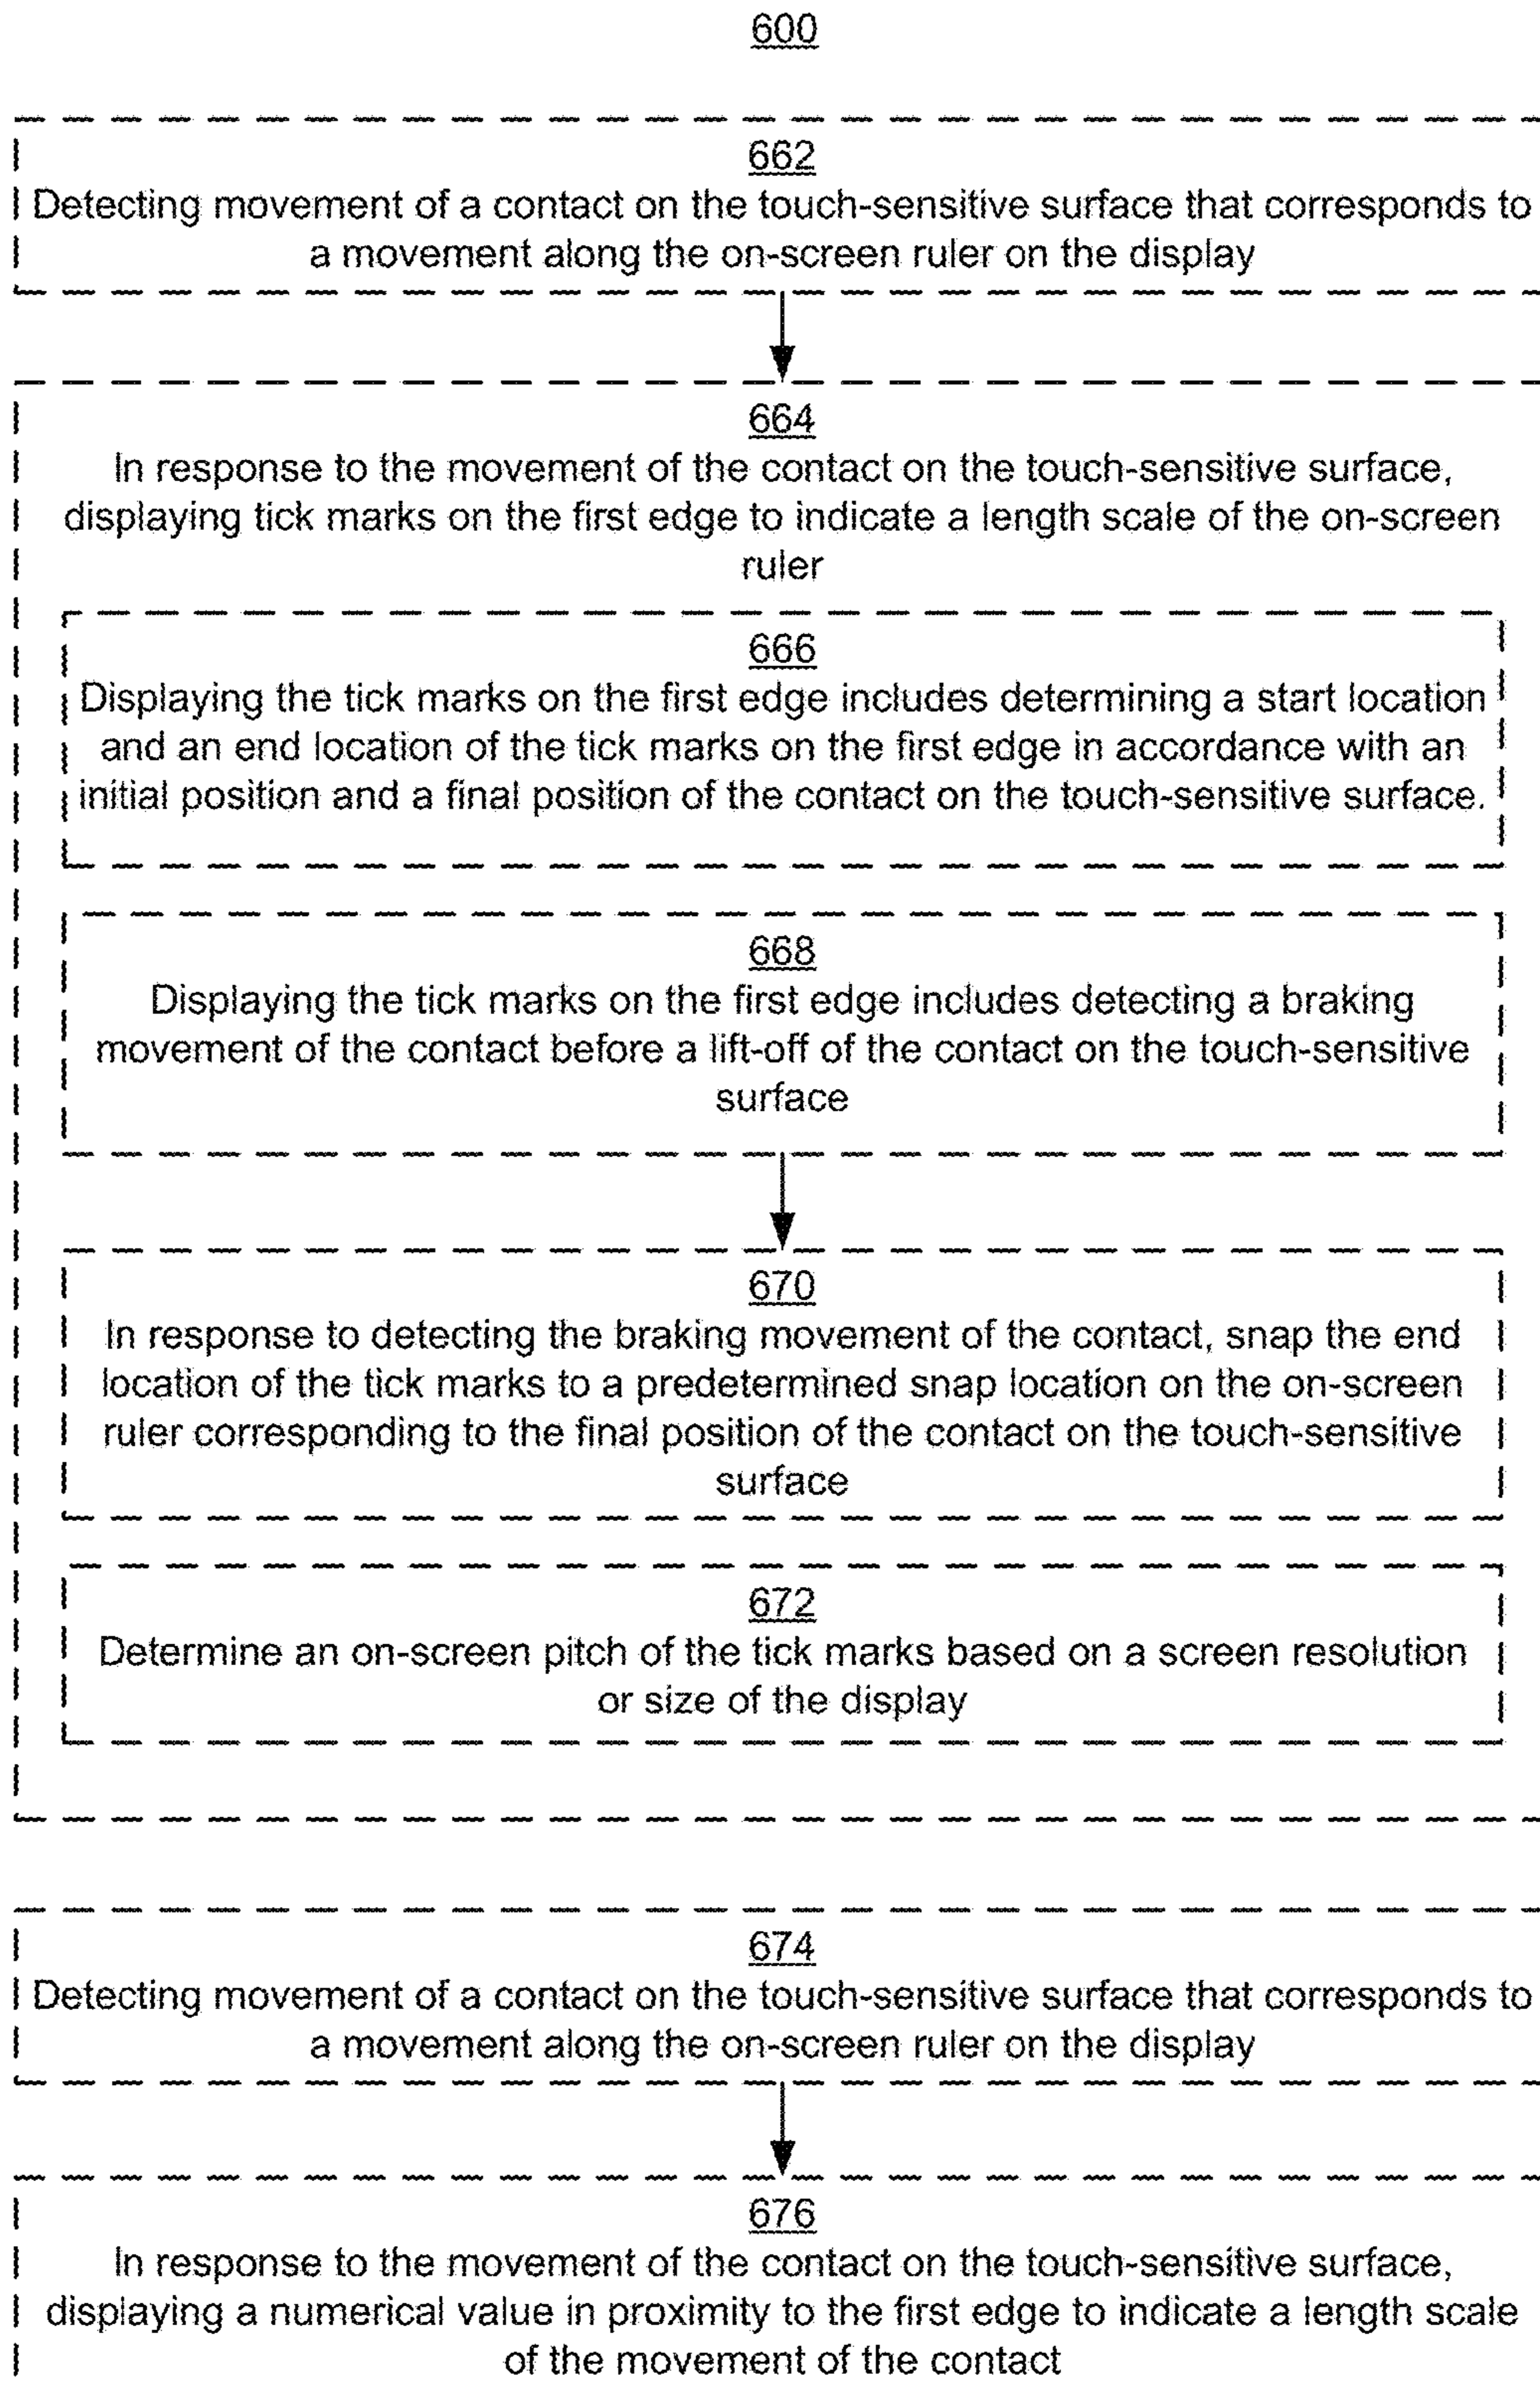 600
662
Detecting movement of a contact on the touch-sensitive surface that corresponds to
a movement along the on-screen ruler on the display
664
In response to the movement of the contact on the touch-sensitive surface,
displaying tick marks on the first edge to indicate a length scale of the on-screen
ruler
666
Displaying the tick marks on the first edge includes determining a start location
and an end location of the tick marks on the first edge in accordance with an
initial position and a final position of the contact on the touch-sensitive surface.
668
Displaying the tick marks on the first edge includes detecting a braking
movement of the contact before a lift-off of the contact on the touch-sensitive
surface
670
In response to detecting the braking movement of the contact, snap the end
location of the tick marks to a predetermined snap location on the on-screen
ruler corresponding to the final position of the contact on the touch-sensitive
surface
672
Determine an on-screen pitch of the tick marks based on a screen resolution
or size of the display
674
Detecting movement of a contact on the touch-sensitive surface that corresponds to
a movement along the on-screen ruler on the display
676
In response to the movement of the contact on the touch-sensitive surface,
displaying a numerical value in proximity to the first edge to indicate a length scale
of the movement of the contact